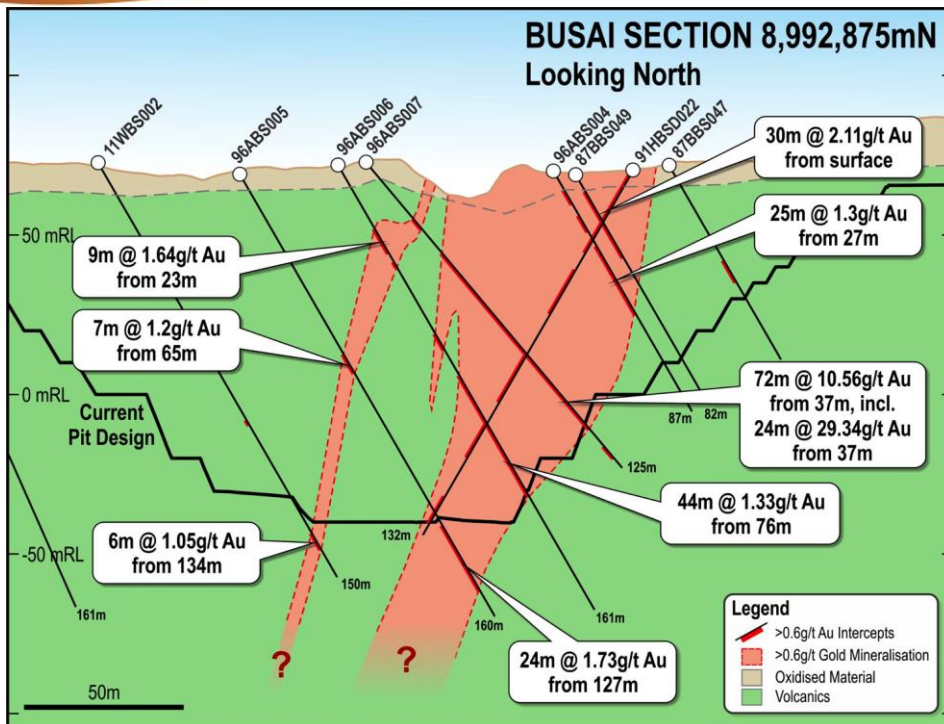 BUSAI SECTION 8,992,875mN
Looking North
11WBS002
96ABS005
96ABS006
96ABS007
96ABS004
87BBS049
91HBSD022
87BBS047
30m @ 2.11g/t Au
from surface
50 mRL
25m @ 1.3g/t Au
from 27m
9m @ 1.64g/t Au
from 23m
7m @ 1.2g/t Au
from 65m
0 mRL
Current
Pit Design
72m @ 10.56g/t Au
from 37m, incl.
24m @ 29.34g/t Au
from 37m
87m
82m
125m
44m @ 1.33g/t Au
from 76m
132m
-50 mRL
6m @ 1.05g/t Au
from 134m
150m
161m
160m
161m
24m @ 1.73g/t Au
from 127m
?
?
50m
Legend
>0.6g/t Au Intercepts
>0.6g/t Gold Mineralisation
Oxidised Material
Volcanics